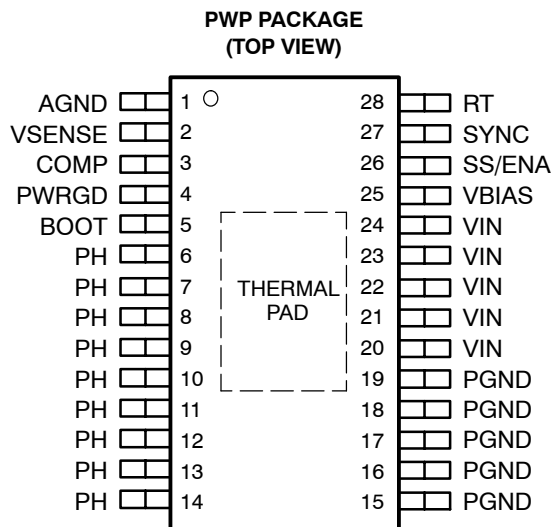 PWP PACKAGE
(TOP VIEW)
AGND 1 28 RT
VSENSE 2 27 SYNC
COMP 3 26 SS/ENA
PWRGD 4 25 VBIAS
BOOT 5 24 VIN
PH 6 23 VIN
PH 7 22 VIN
PH 8 21 VIN
PH 9 20 VIN
PH 10 19 PGND
PH 11 18 PGND
PH 12 17 PGND
PH 13 16 PGND
PH 14 15 PGND
THERMAL
PAD